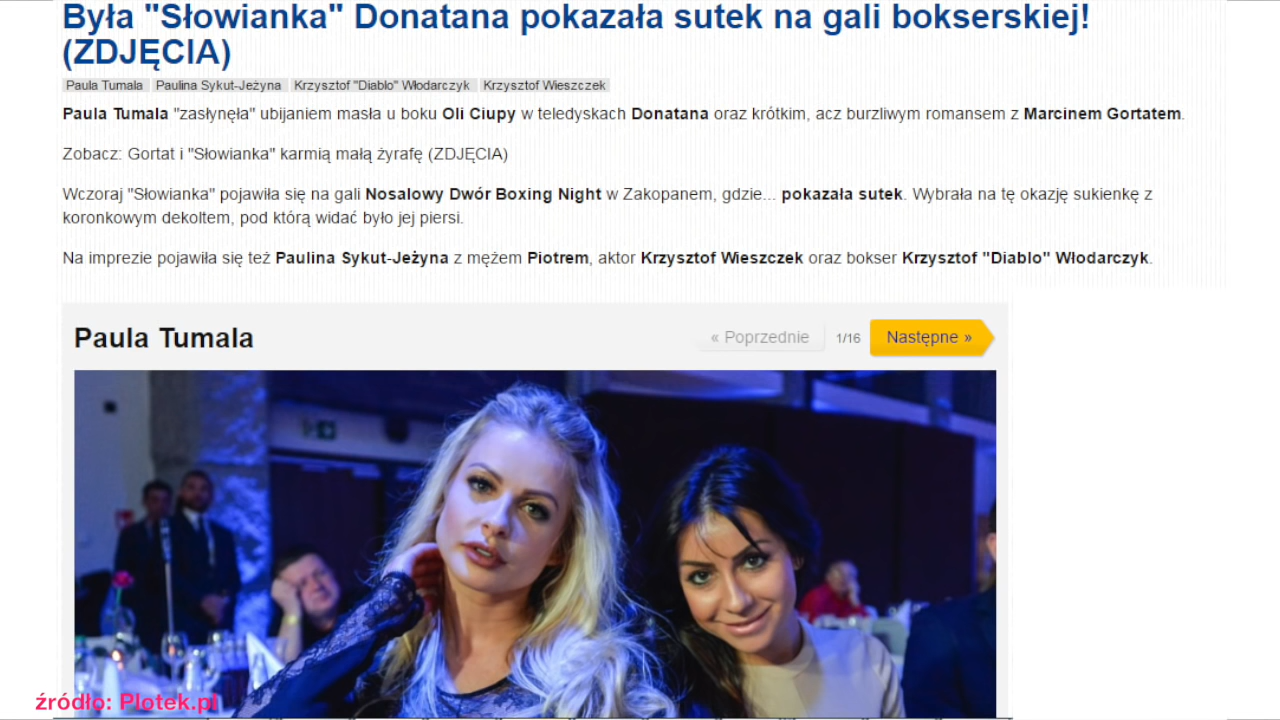 Była "Słowianka" Donatana pokazała sutek na gali bokserskiej!
(ZDJĘCIA)
Paula Tumala Paulina Sykut-Jeżyna Krzysztof "Diablo" Włodarczyk Krzysztof Wieszczek
Paula Tumala "zasłynęła" ubijaniem masła u boku Oli Ciupy w teledyskach Donatana oraz krótkim, acz burzliwym romansem z Marcinem Gortatem.
Zobacz: Gortat i "Słowianka" karmią małą żyrafę (ZDJĘCIA)
Wczoraj "Słowianka" pojawiła się na gali Nosalowy Dwór Boxing Night w Zakopanem, gdzie... pokazała sutek. Wybrała na tę okazję sukienkę z
koronkowym dekoltem, pod którą widać było jej piersi.
Na imprezie pojawiła się też Paulina Sykut-Jeżyna z mężem Piotrem, aktor Krzysztof Wieszczek oraz bokser Krzysztof "Diablo" Włodarczyk.
Paula Tumala « Poprzednie 1/16 Następne »
źródło: Plotek.pl